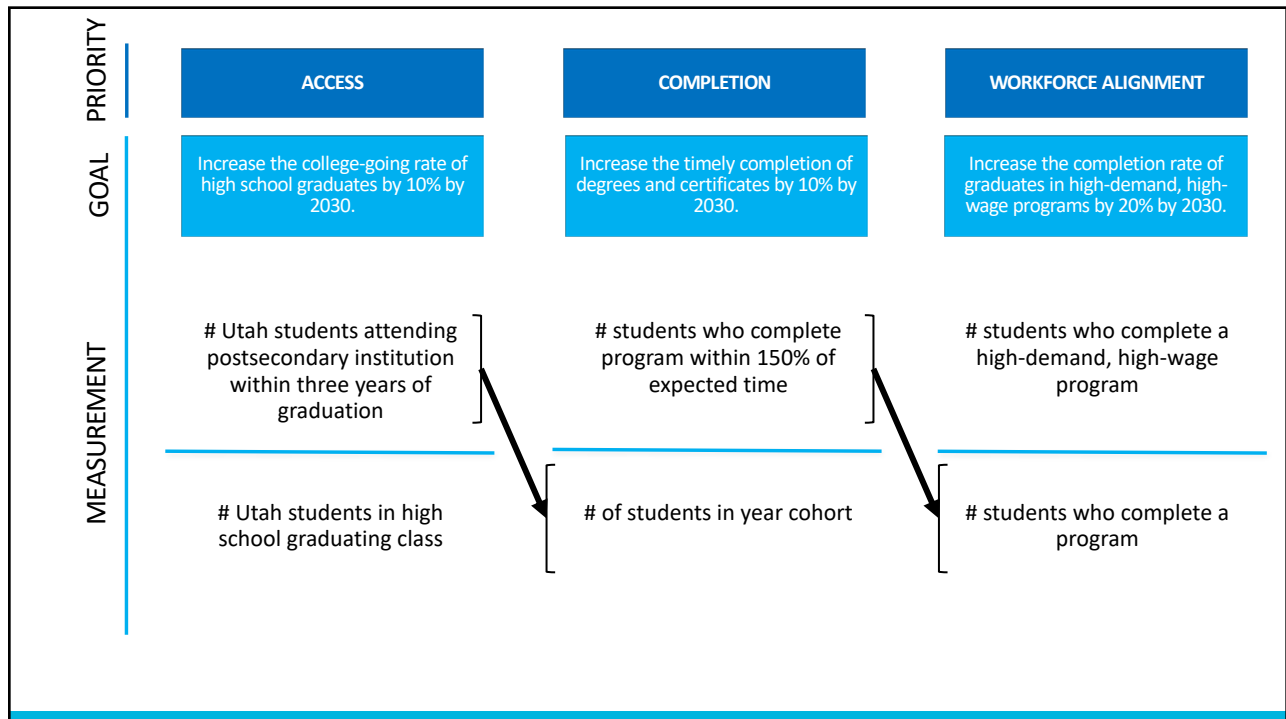 PRIORITY
ACCESS
COMPLETION
WORKFORCE ALIGNMENT
GOAL
Increase the college-going rate of
high school graduates by 10% by
2030.
Increase the timely completion of
degrees and certificates by 10% by
2030.
Increase the completion rate of
graduates in high-demand, high-
wage programs by 20% by 2030.
MEASUREMENT
# Utah students attending
postsecondary institution
within three years of
graduation
# students who complete
program within 150% of
expected time
# students who complete a
high-demand, high-wage
program
# Utah students in high
school graduating class
# of students in year cohort
# students who complete a
program